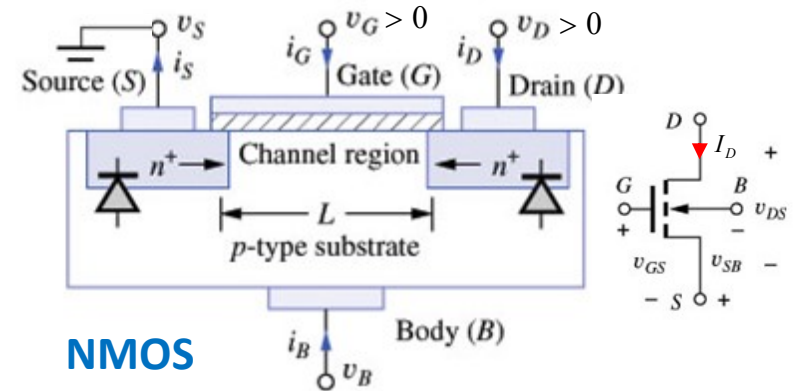 v_S
v_G > 0
v_D > 0
i_S
i_G
i_D
Source (S)
Gate (G)
Drain (D)
n^+
Channel region
n^+
L
p-type substrate
Body (B)
i_B
v_B
NMOS
D
I_D
+
G
B
+
−
v_DS
v_GS
v_SB
−
− S +